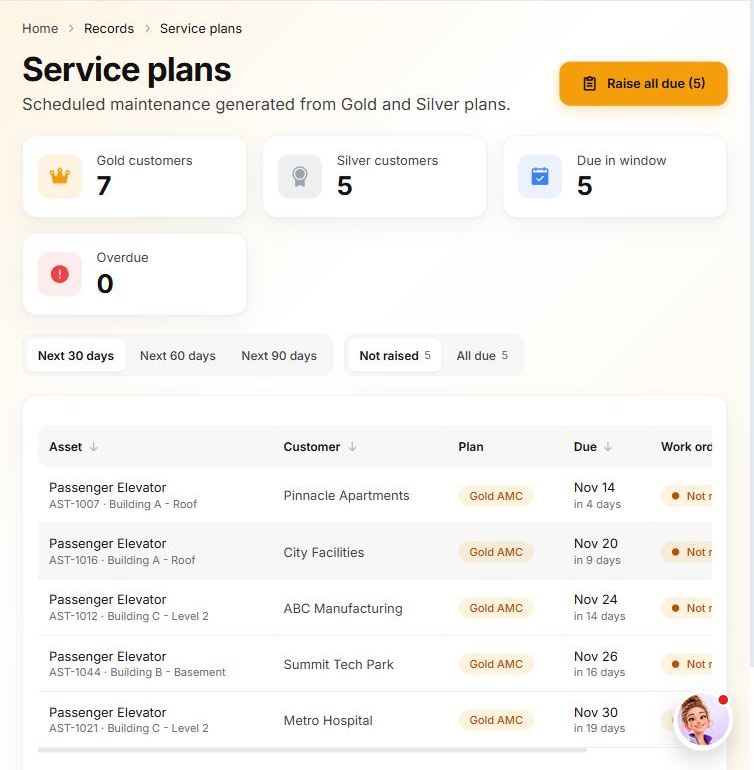 Home > Records > Service plans
Service plans
Raise all due (5)
Scheduled maintenance generated from Gold and Silver plans.
Gold customers
7
Silver customers
5
Due in window
5
Overdue
0
Next 30 days Next 60 days Next 90 days Not raised 5 All due 5
Asset ↓ Customer ↓ Plan Due ↓ Work ord
Passenger Elevator
AST-1007 · Building A - Roof
Pinnacle Apartments
Gold AMC
Nov 14
in 4 days
Not r
Passenger Elevator
AST-1016 · Building A - Roof
City Facilities
Gold AMC
Nov 20
in 9 days
Not r
Passenger Elevator
AST-1012 · Building C - Level 2
ABC Manufacturing
Gold AMC
Nov 24
in 14 days
Not r
Passenger Elevator
AST-1044 · Building B - Basement
Summit Tech Park
Gold AMC
Nov 26
in 16 days
Not r
Passenger Elevator
AST-1021 · Building C - Level 2
Metro Hospital
Gold AMC
Nov 30
in 19 days